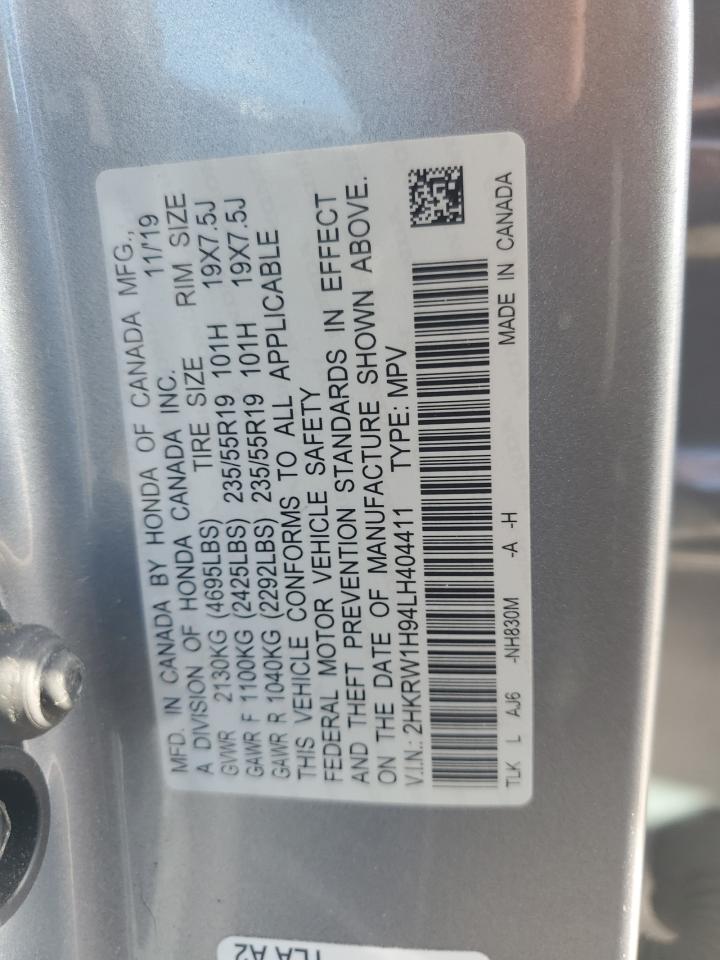 MFD. IN CANADA BY HONDA OF CANADA MFG.,
A DIVISION OF HONDA CANADA INC. 11/'19
GVWR 2130KG (4695LBS) TIRE SIZE RIM SIZE
GAWR F 1100KG (2425LBS) 235/55R19 101H 19X7.5J
GAWR R 1040KG (2292LBS) 235/55R19 101H 19X7.5J
THIS VEHICLE CONFORMS TO ALL APPLICABLE
FEDERAL MOTOR VEHICLE SAFETY
AND THEFT PREVENTION STANDARDS IN EFFECT
ON THE DATE OF MANUFACTURE SHOWN ABOVE.
V.I.N.: 2HKRW1H94LH404411 TYPE: MPV
TLK L AJ6 -NH830M -A -H MADE IN CANADA
TLA A2